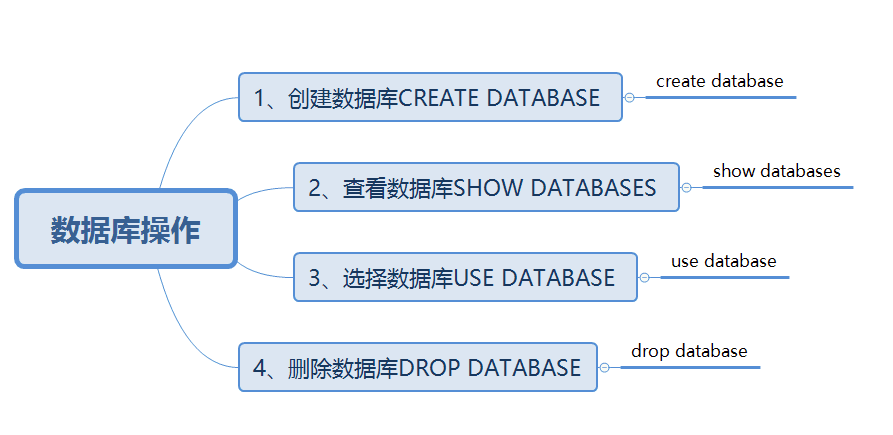 数据库操作
1、创建数据库CREATE DATABASE
create database
2、查看数据库SHOW DATABASES
show databases
3、选择数据库USE DATABASE
use database
4、删除数据库DROP DATABASE
drop database